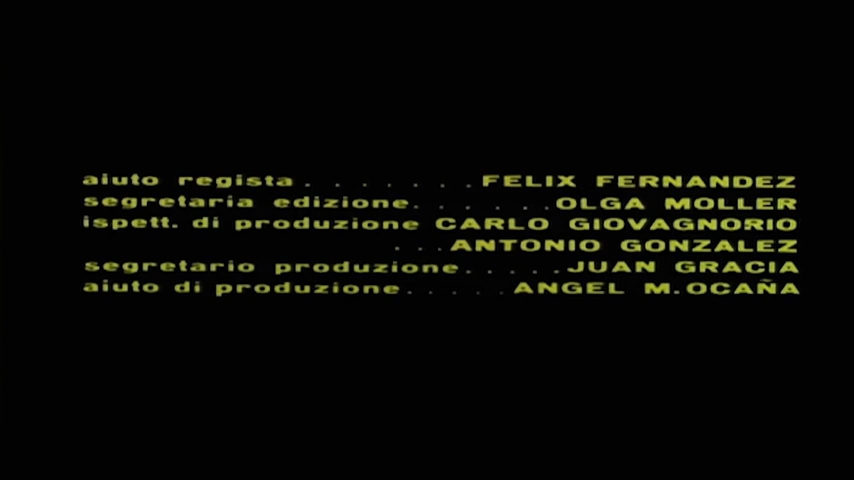 aiuto regista . . . . . . . FELIX FERNANDEZ
segretaria edizione . . . . . . OLGA MOLLER
ispett. di produzione CARLO GIOVAGNORIO
. . . ANTONIO GONZALEZ
segretario produzione . . . . . JUAN GRACIA
aiuto di produzione . . . . . ANGEL M.OCAÑA